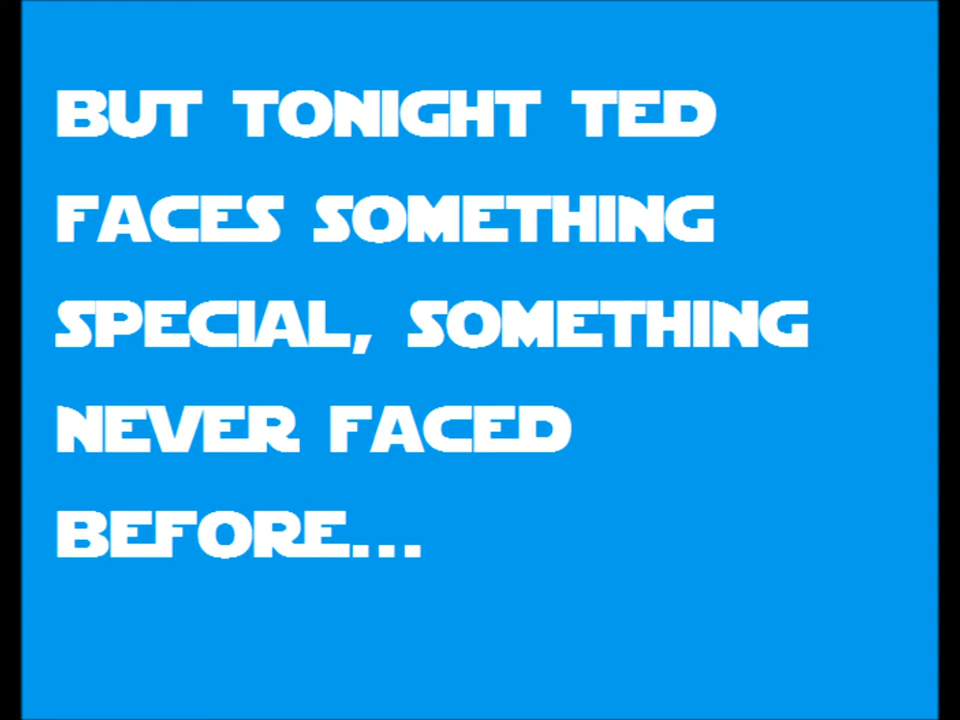 BUT TONIGHT TED
FACES SOMETHING
SPECIAL, SOMETHING
NEVER FACED
BEFORE...